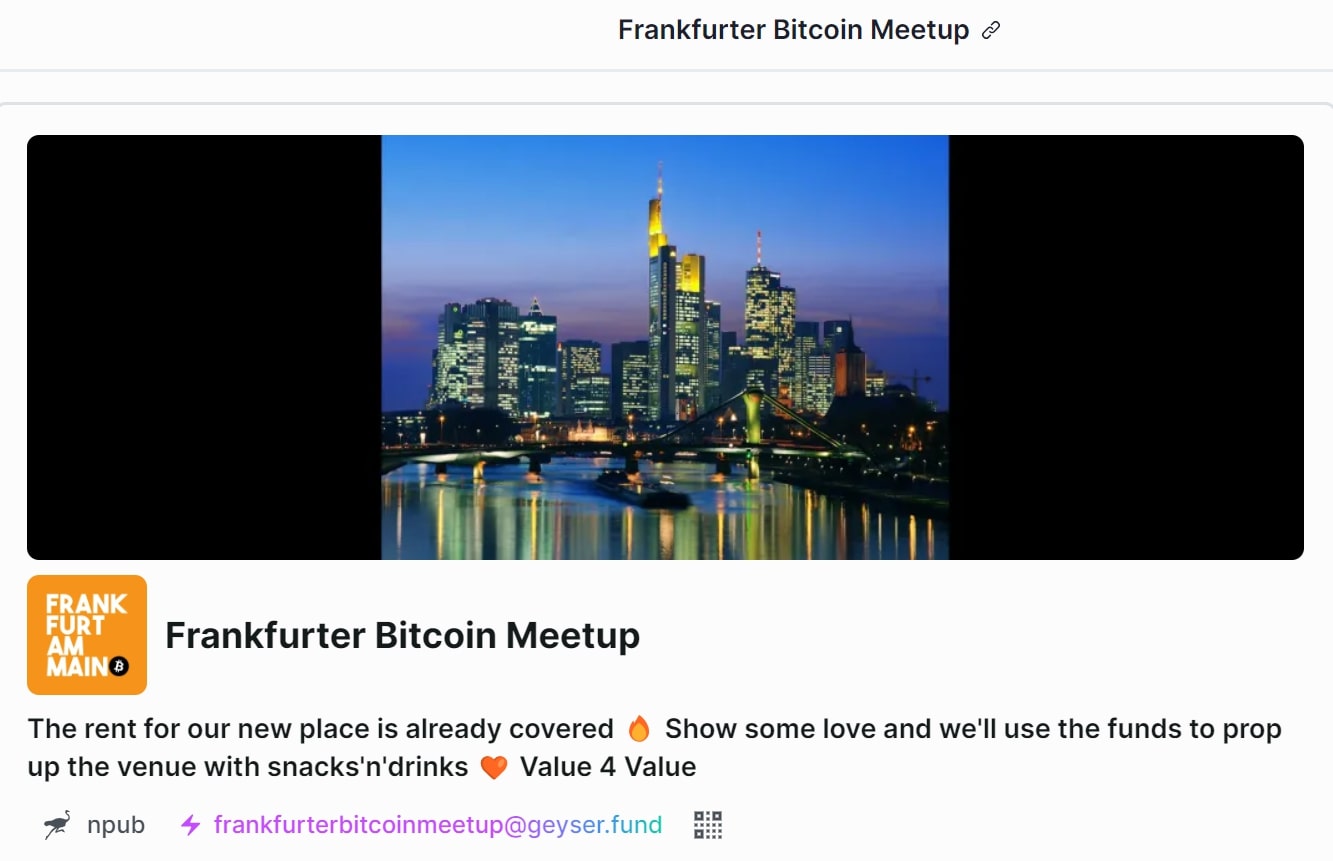 Frankfurter Bitcoin Meetup
FRANK
FURT
AM
MAIN
Frankfurter Bitcoin Meetup
The rent for our new place is already covered 🔥 Show some love and we'll use the funds to prop
up the venue with snacks'n'drinks 🧡 Value 4 Value
npub frankfurterbitcoinmeetup@geyser.fund